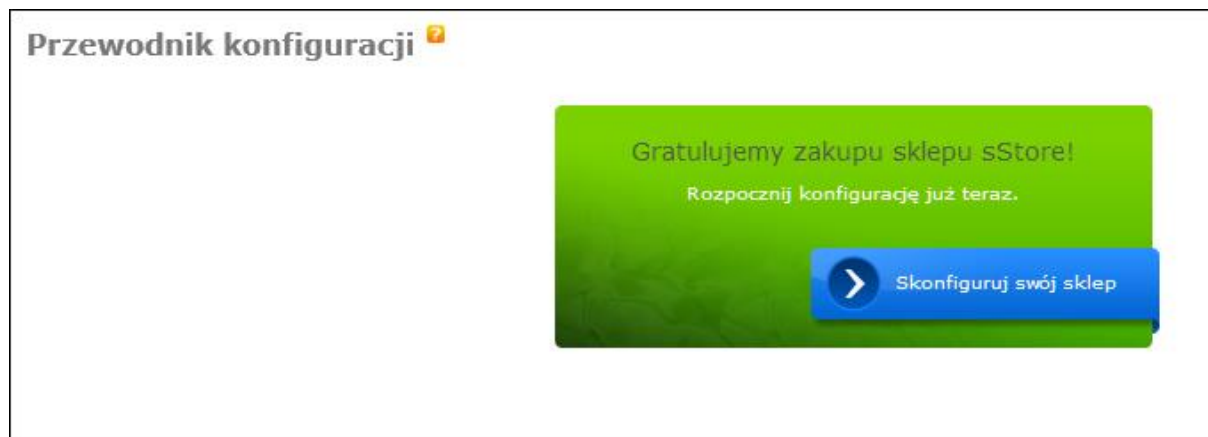 Przewodnik konfiguracji ?
Gratulujemy zakupu sklepu sStore!
Rozpocznij konfigurację już teraz.
Skonfiguruj swój sklep